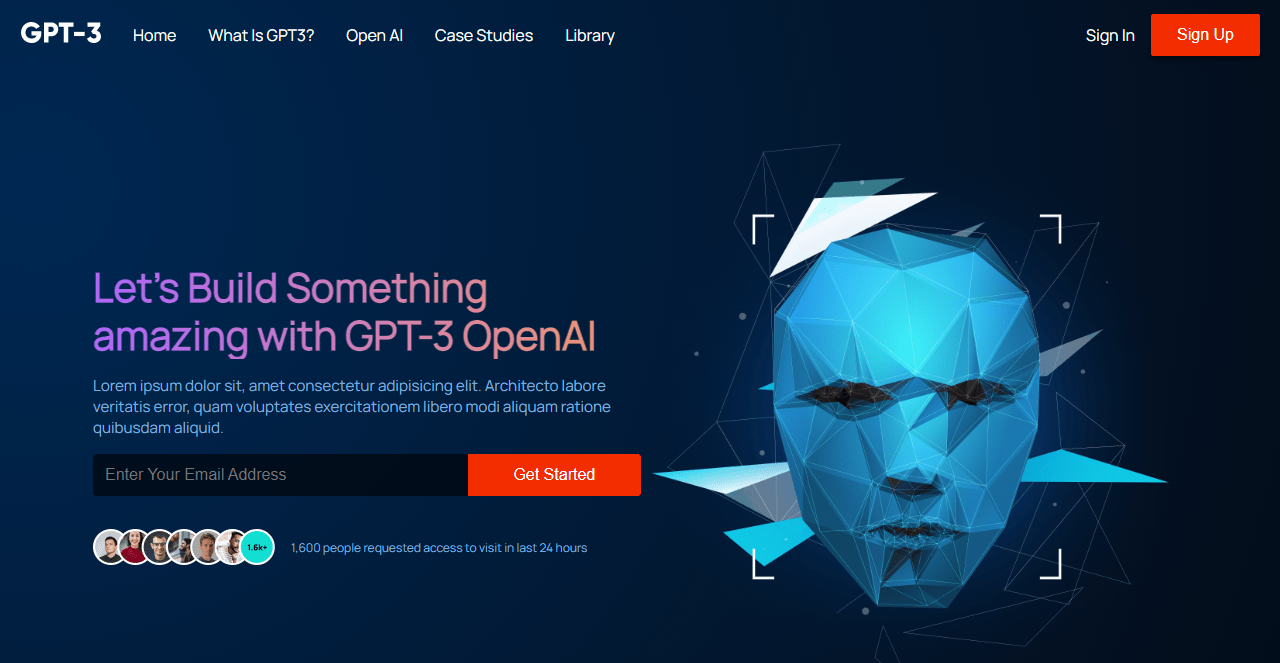 GPT-3
Home
What Is GPT3?
Open AI
Case Studies
Library
Sign In
Sign Up
Let's Build Something
amazing with GPT-3 OpenAI
Lorem ipsum dolor sit, amet consectetur adipisicing elit. Architecto labore
veritatis error, quam voluptates exercitationem libero modi aliquam ratione
quibusdam aliquid.
Enter Your Email Address
Get Started
1.6k+
1,600 people requested access to visit in last 24 hours